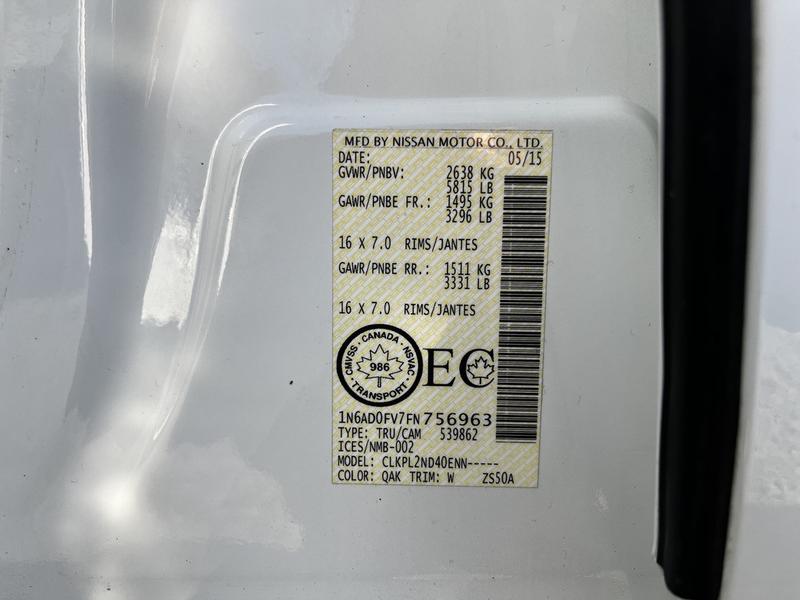 MFD BY NISSAN MOTOR CO., LTD.
DATE: 05/15
GVWR/PNBV: 2638 KG
5815 LB
GAWR/PNBE FR.: 1495 KG
3296 LB
16 X 7.0 RIMS/JANTES
GAWR/PNBE RR.: 1511 KG
3331 LB
16 X 7.0 RIMS/JANTES
CMVSS · CANADA · NSVAC · TRANSPORT
986
EC
1N6AD0FV7FN756963
TYPE: TRU/CAM 539862
ICES/NMB-002
MODEL: CLKPL2ND40ENN-----
COLOR: QAK TRIM: W ZS50A